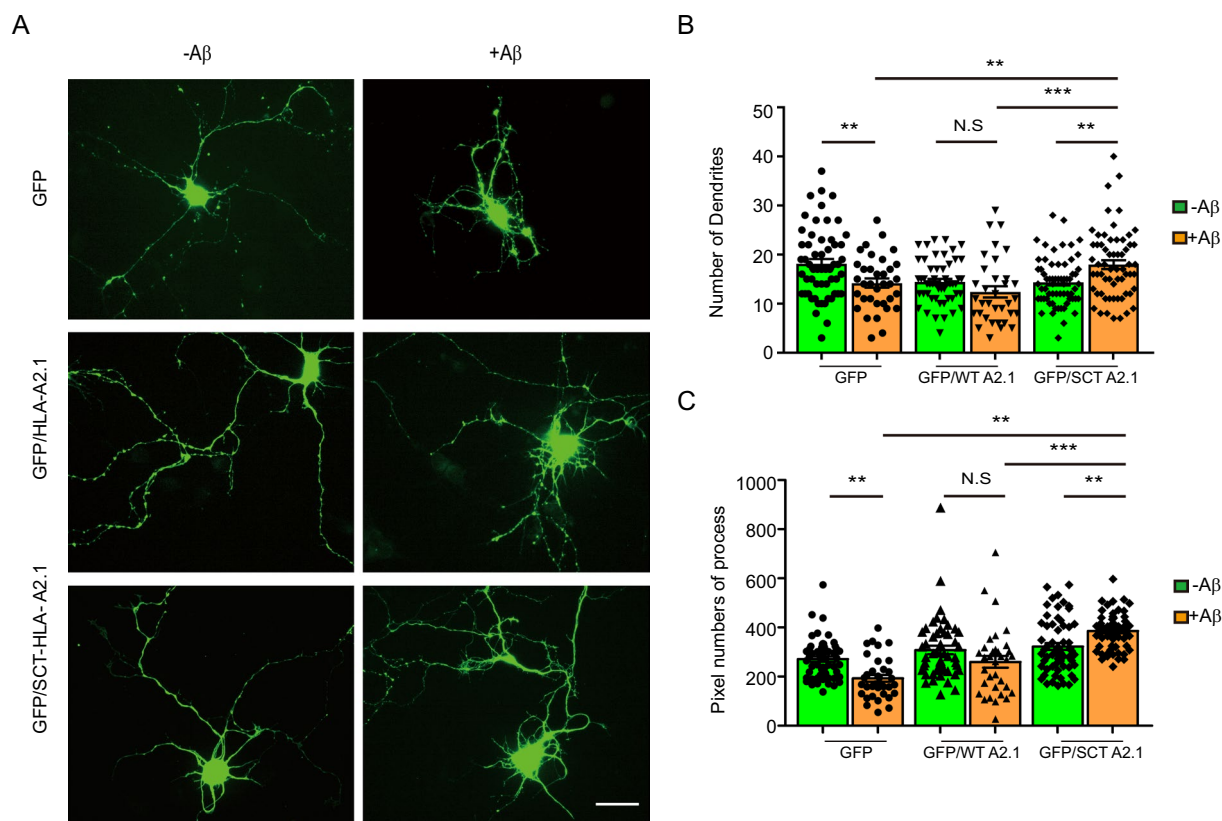 A
-Aβ
+Aβ
GFP
GFP/HLA-A2.1
GFP/SCT-HLA- A2.1
B
**
***
**
N.S
**
50
40
30
20
10
0
Number of Dendrites
-Aβ
+Aβ
GFP
GFP/WT A2.1
GFP/SCT A2.1
C
**
***
**
N.S
**
1000
800
600
400
200
0
Pixel numbers of process
-Aβ
+Aβ
GFP
GFP/WT A2.1
GFP/SCT A2.1